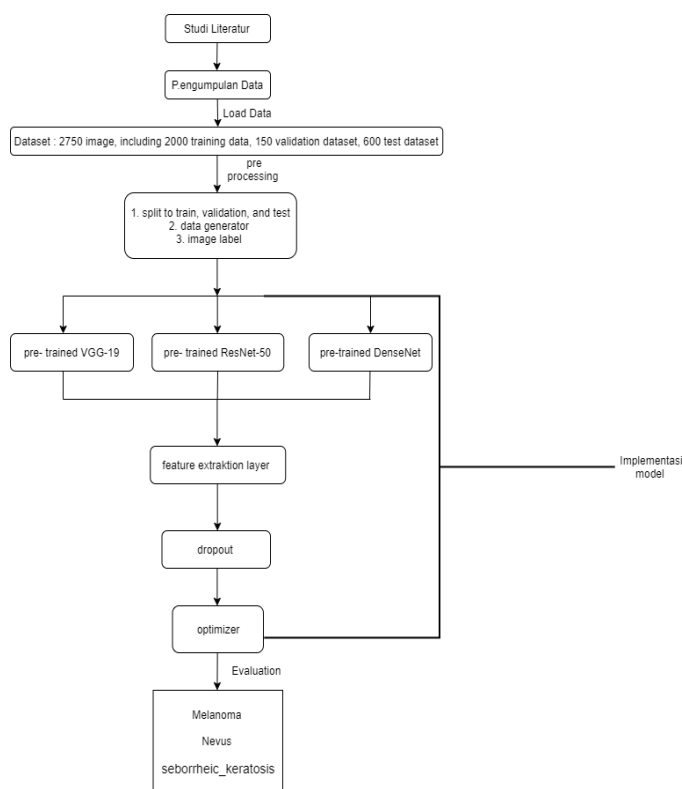 Studi Literatur
P.engumpulan Data
Load Data
Dataset : 2750 image, including 2000 training data, 150 validation dataset, 600 test dataset
pre
processing
1. split to train, validation, and test
2. data generator
3. image label
pre- trained VGG-19
pre- trained ResNet-50
pre-trained DenseNet
Implementasi
model
feature extraktion layer
dropout
optimizer
Evaluation
Melanoma
Nevus
seborrheic_keratosis